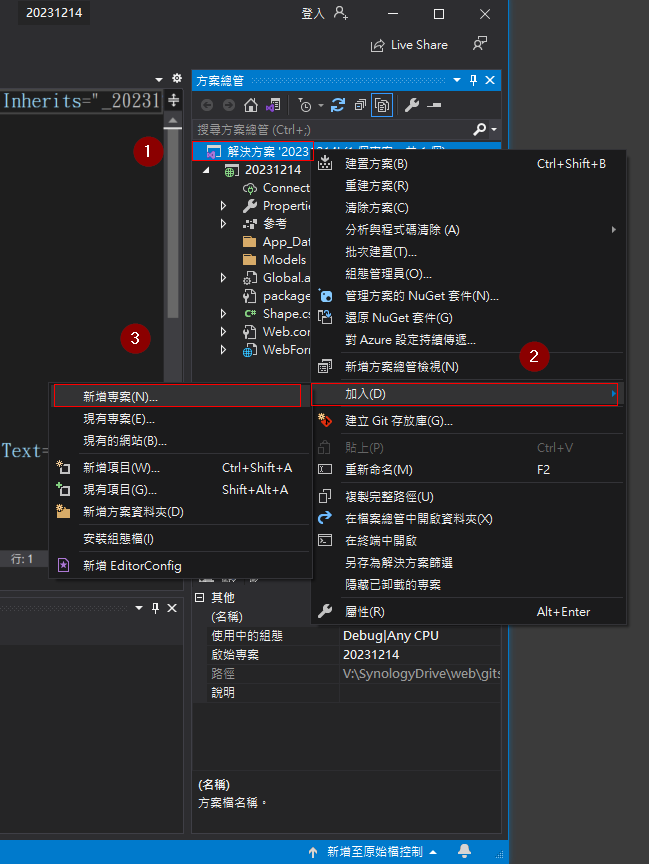 20231214
登入
Live Share
Inherits="_20231
方案總管
搜尋方案總管 (Ctrl+;)
1
解決方案 '20231214' (1 個專案，共 1 個)
20231214
Connect
Properti
參考
App_Dat
Models
Global.a
package
Shape.cs
Web.con
WebForm
建置方案(B) Ctrl+Shift+B
重建方案(R)
清除方案(C)
分析與程式碼清除 (A)
批次建置(T)...
組態管理員(O)...
管理方案的 NuGet 套件(N)...
還原 NuGet 套件(G)
對 Azure 設定持續傳遞...
2
新增方案總管檢視(N)
加入(D)
建立 Git 存放庫(G)...
貼上(P) Ctrl+V
重新命名(M) F2
複製完整路徑(U)
在檔案總管中開啟資料夾(X)
在終端中開啟
另存為解決方案篩選
隱藏已卸載的專案
屬性(R) Alt+Enter
3
新增專案(N)...
現有專案(E)...
現有的網站(B)...
新增項目(W)... Ctrl+Shift+A
現有項目(G)... Shift+Alt+A
新增方案資料夾(D)
安裝組態檔(I)
新增 EditorConfig
Text=
行: 1
其他
(名稱)
使用中的組態 Debug|Any CPU
啟始專案 20231214
路徑 V:\SynologyDrive\web\gits
說明
(名稱)
方案檔名稱。
新增至原始檔控制